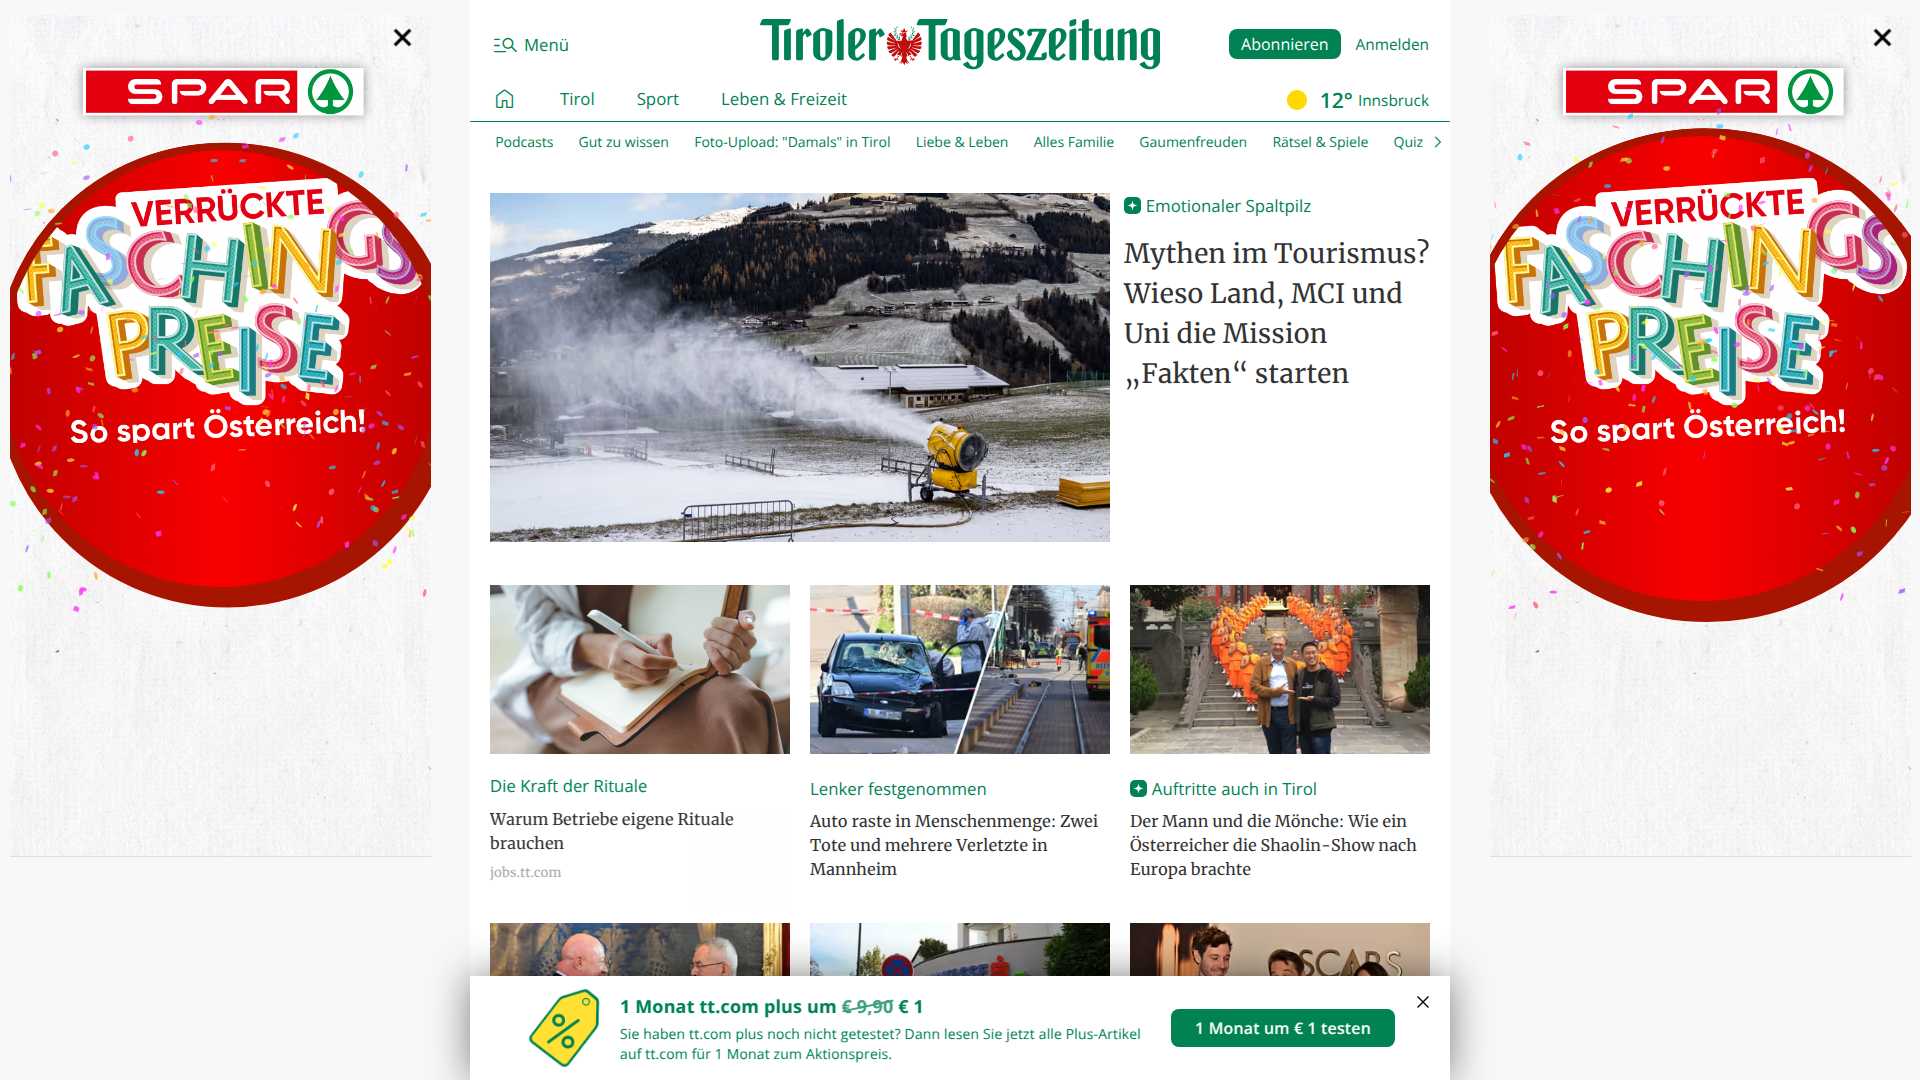 SPAR
VERRÜCKTE
FASCHINGS
PREISE
So spart Österreich!
Menü
Tiroler Tageszeitung
Abonnieren
Anmelden
Tirol
Sport
Leben & Freizeit
12° Innsbruck
Podcasts
Gut zu wissen
Foto-Upload: "Damals" in Tirol
Liebe & Leben
Alles Familie
Gaumenfreuden
Rätsel & Spiele
Quiz
Emotionaler Spaltpilz
Mythen im Tourismus?
Wieso Land, MCI und
Uni die Mission
„Fakten“ starten
Die Kraft der Rituale
Warum Betriebe eigene Rituale
brauchen
jobs.tt.com
Lenker festgenommen
Auto raste in Menschenmenge: Zwei
Tote und mehrere Verletzte in
Mannheim
Auftritte auch in Tirol
Der Mann und die Mönche: Wie ein
Österreicher die Shaolin-Show nach
Europa brachte
OSCARS
1 Monat tt.com plus um € 9,90 € 1
Sie haben tt.com plus noch nicht getestet? Dann lesen Sie jetzt alle Plus-Artikel
auf tt.com für 1 Monat zum Aktionspreis.
1 Monat um € 1 testen
SPAR
VERRÜCKTE
FASCHINGS
PREISE
So spart Österreich!